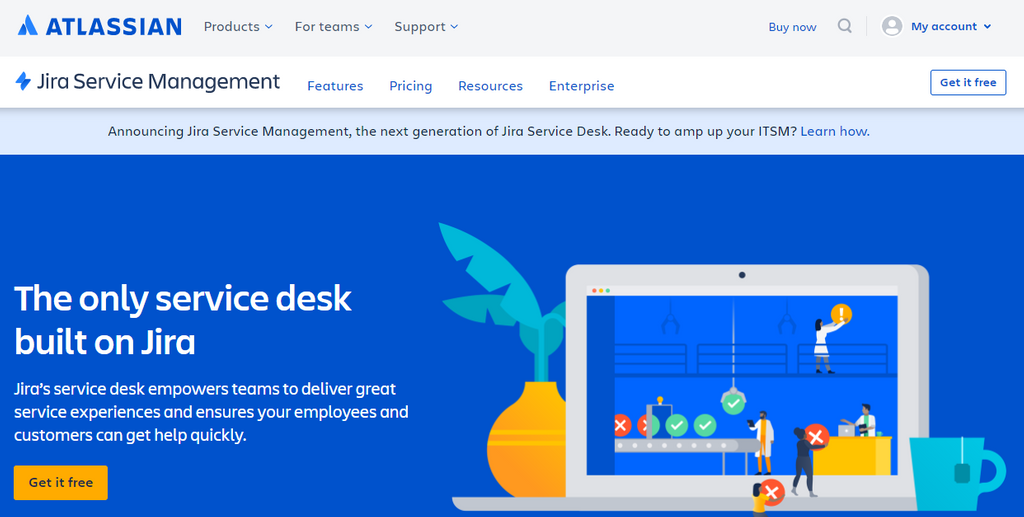 ATLASSIAN Products For teams Support Buy now My account
Jira Service Management Features Pricing Resources Enterprise Get it free
Announcing Jira Service Management, the next generation of Jira Service Desk. Ready to amp up your ITSM? Learn how.
The only service desk
built on Jira
Jira’s service desk empowers teams to deliver great
service experiences and ensures your employees and
customers can get help quickly.
Get it free